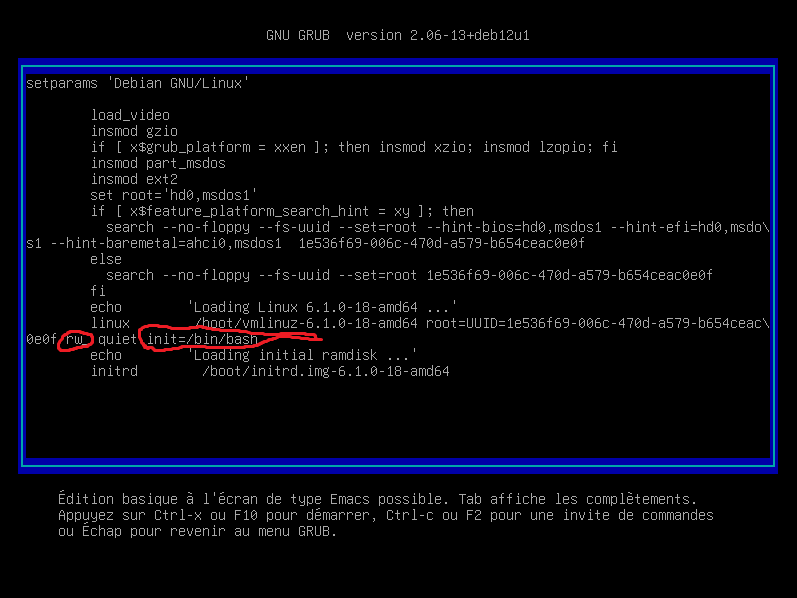 GNU GRUB  version 2.06-13+deb12u1
setparams 'Debian GNU/Linux'
load_video
insmod gzio
if [ x$grub_platform = xxen ]; then insmod xzio; insmod lzopio; fi
insmod part_msdos
insmod ext2
set root='hd0,msdos1'
if [ x$feature_platform_search_hint = xy ]; then
search --no-floppy --fs-uuid --set=root --hint-bios=hd0,msdos1 --hint-efi=hd0,msdo\
s1 --hint-baremetal=ahci0,msdos1  1e536f69-006c-470d-a579-b654ceac0e0f
else
search --no-floppy --fs-uuid --set=root 1e536f69-006c-470d-a579-b654ceac0e0f
fi
echo        'Loading Linux 6.1.0-18-amd64 ...'
linux        /boot/vmlinuz-6.1.0-18-amd64 root=UUID=1e536f69-006c-470d-a579-b654ceac\
0e0f rw_ quiet init=/bin/bash
echo        'Loading initial ramdisk ...'
initrd        /boot/initrd.img-6.1.0-18-amd64
Édition basique à l'écran de type Emacs possible. Tab affiche les complètements.
Appuyez sur Ctrl-x ou F10 pour démarrer, Ctrl-c ou F2 pour une invite de commandes
ou Échap pour revenir au menu GRUB.